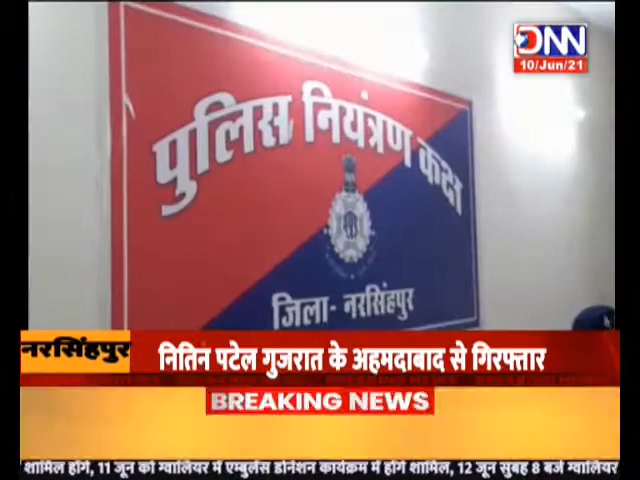 DNN
10/Jun/21
पुलिस नियंत्रण कक्ष
जिला- नरसिंहपुर
नरसिंहपुर
नितिन पटेल गुजरात के अहमदाबाद से गिरफ्तार
BREAKING NEWS
शामिल होंगे, 11 जून को ग्वालियर में एम्बुलेंस डोनेशन कार्यक्रम में होंगे शामिल, 12 जून सुबह 8 बजे ग्वालियर